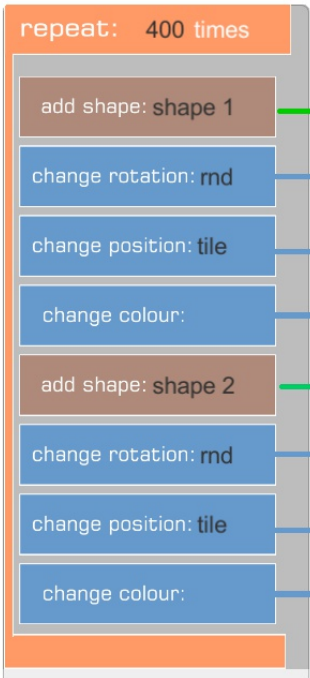 repeat: 400 times
add shape: shape 1
change rotation: rnd
change position: tile
change colour:
add shape: shape 2
change rotation: rnd
change position: tile
change colour: